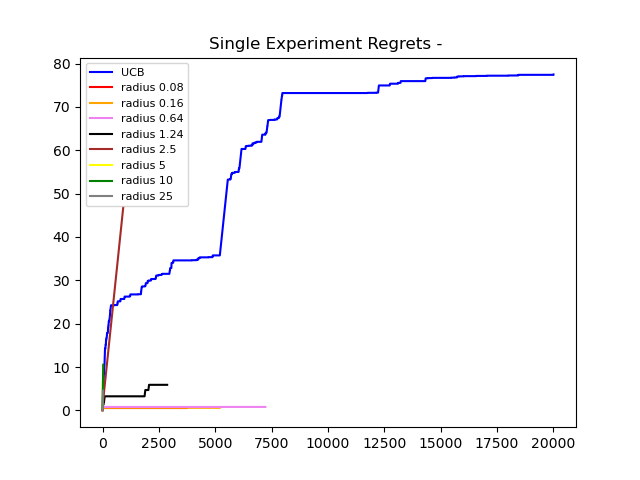 Single Experiment Regrets -
80
70
60
50
40
30
20
10
0
UCB
radius 0.08
radius 0.16
radius 0.64
radius 1.24
radius 2.5
radius 5
radius 10
radius 25
0 2500 5000 7500 10000 12500 15000 17500 20000